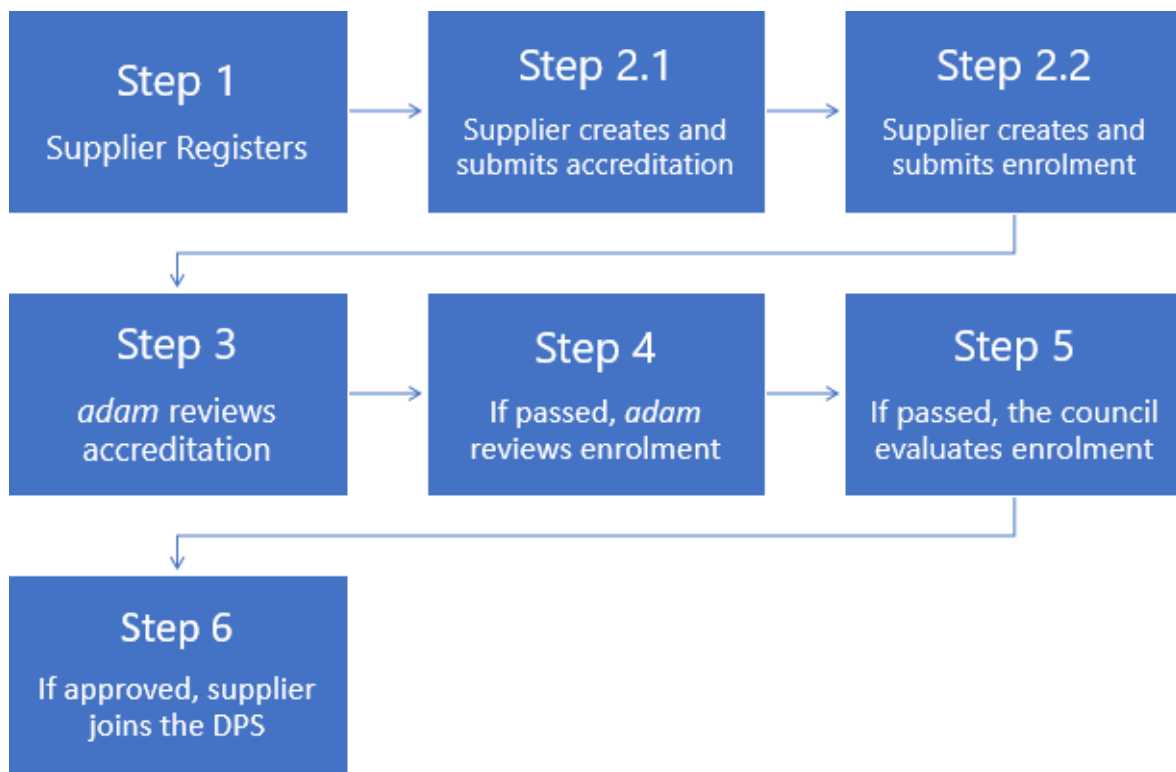 Step 1
Supplier Registers
Step 2.1
Supplier creates and
submits accreditation
Step 2.2
Supplier creates and
submits enrolment
Step 3
adam reviews
accreditation
Step 4
If passed, adam
reviews enrolment
Step 5
If passed, the council
evaluates enrolment
Step 6
If approved, supplier
joins the DPS